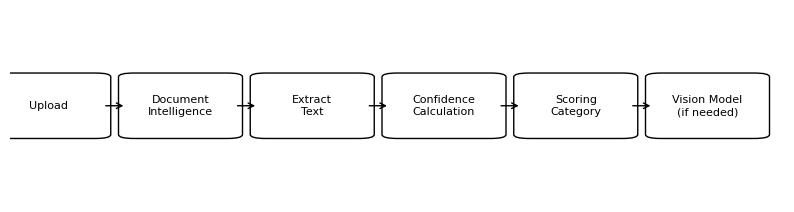 Upload
Document
Intelligence
Extract
Text
Confidence
Calculation
Scoring
Category
Vision Model
(if needed)